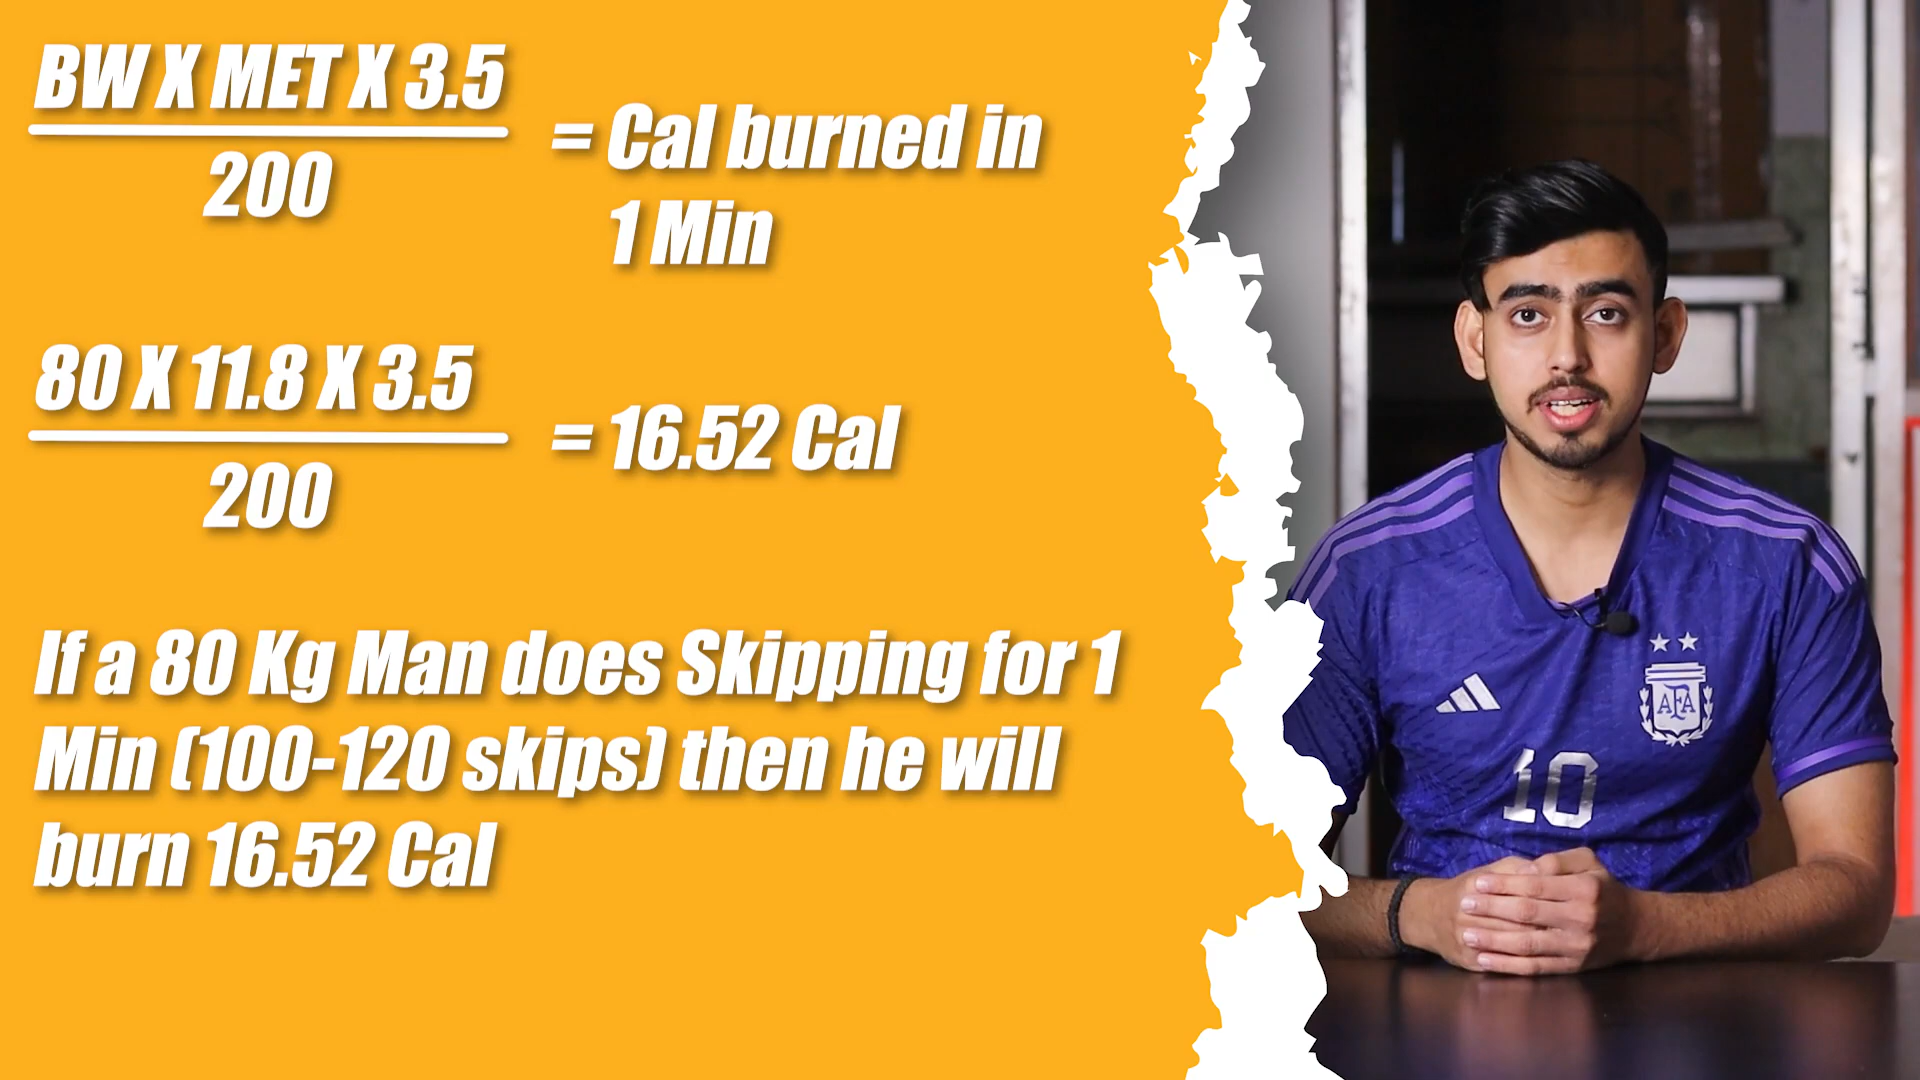 BW X MET X 3.5
200
= Cal burned in
1 Min
80 X 11.8 X 3.5
200
= 16.52 Cal
If a 80 Kg Man does Skipping for 1
Min (100-120 skips) then he will
burn 16.52 Cal
AFA
10